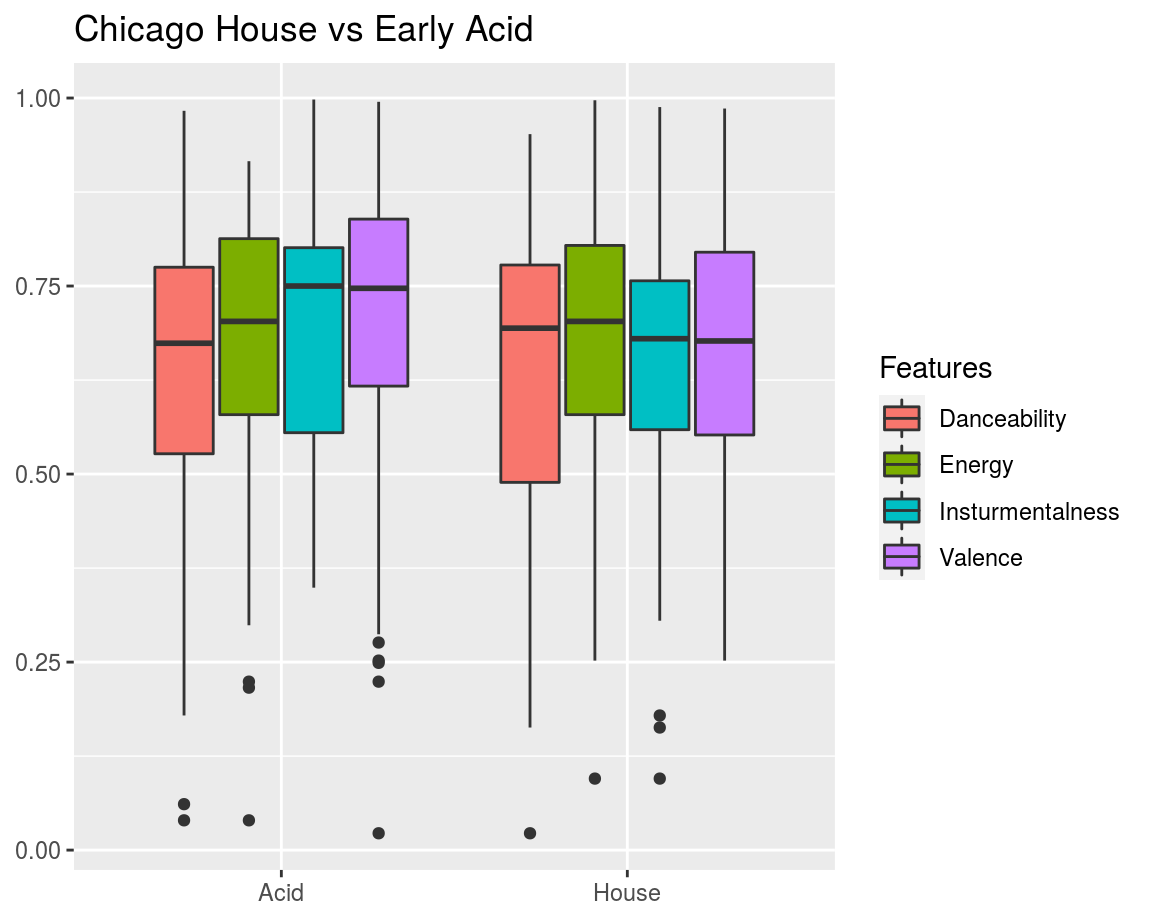 Chicago House vs Early Acid
1.00
0.75
0.50
0.25
0.00
Acid
House
Features
Danceability
Energy
Insturmentalness
Valence